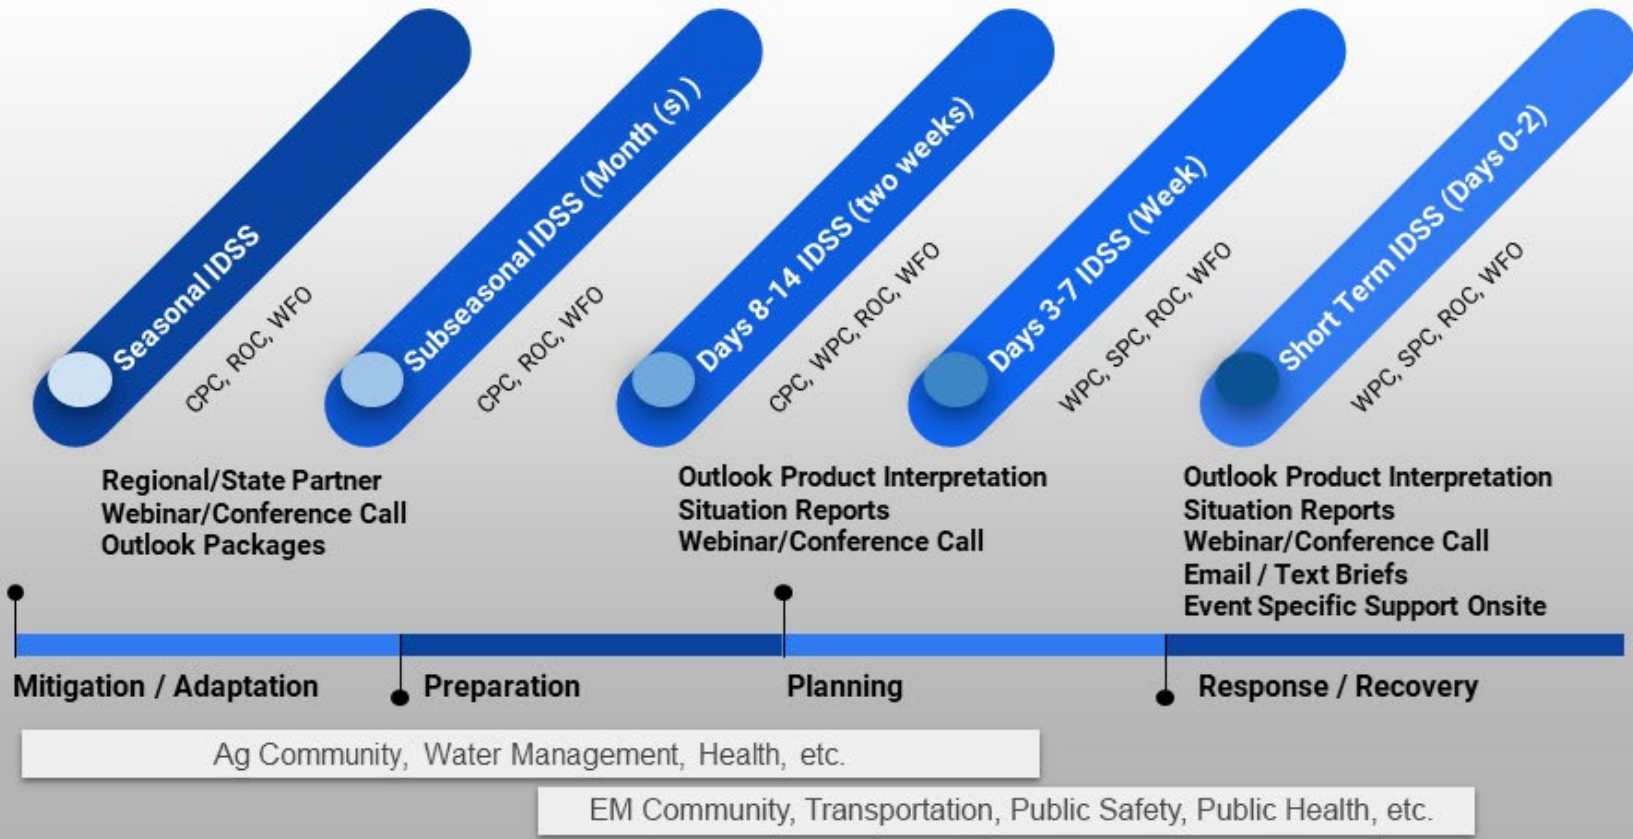 Seasonal IDSS
CPC, ROC, WFO
Subseasonal IDSS (Month (s) )
CPC, ROC, WFO
Days 8-14 IDSS (two weeks)
CPC, WPC, ROC, WFO
Days 3-7 IDSS (Week)
WPC, SPC, ROC, WFO
Short Term IDSS (Days 0-2)
WPC, SPC, ROC, WFO
Regional/State Partner
Webinar/Conference Call
Outlook Packages
Outlook Product Interpretation
Situation Reports
Webinar/Conference Call
Outlook Product Interpretation
Situation Reports
Webinar/Conference Call
Email / Text Briefs
Event Specific Support Onsite
Mitigation / Adaptation
Preparation
Planning
Response / Recovery
Ag Community, Water Management, Health, etc.
EM Community, Transportation, Public Safety, Public Health, etc.